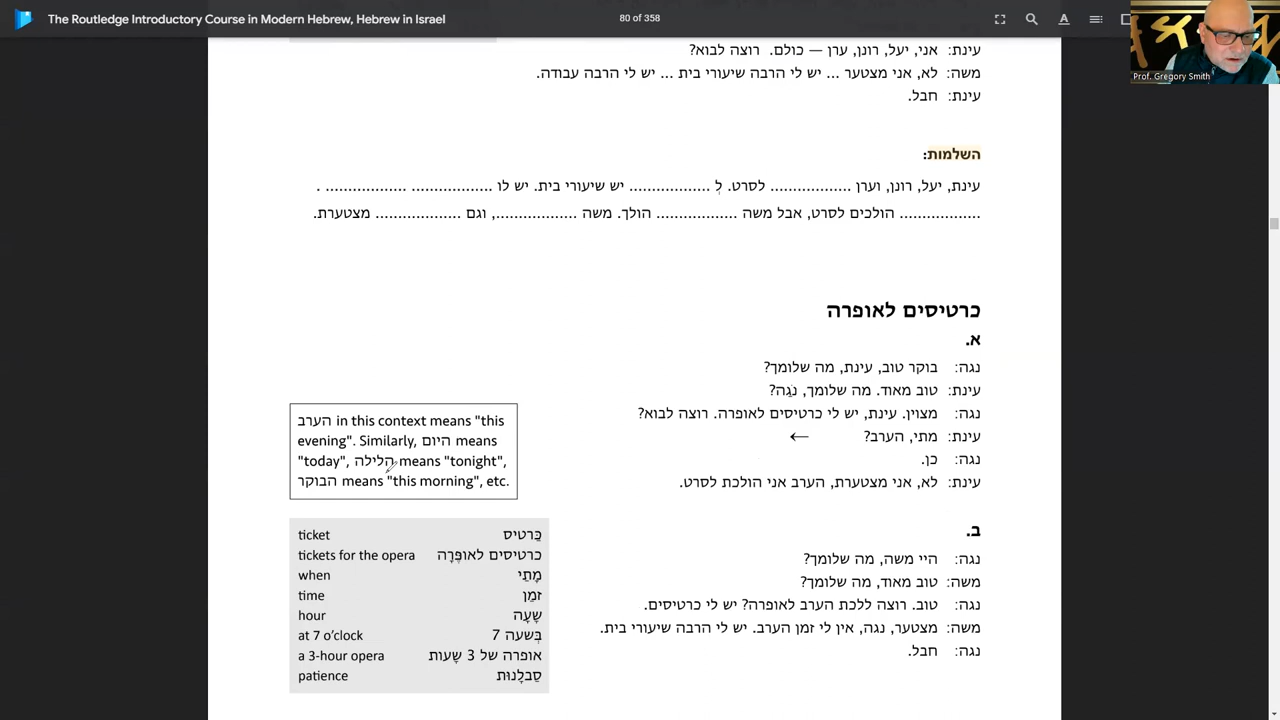 The Routledge Introductory Course in Modern Hebrew, Hebrew in Israel
80 of 358
Prof. Gregory Smith
עינת: אני, יעל, רונן, ערן — כולם. רוצה לבוא?
משה: לא, אני מצטער ... יש לי הרבה שיעורי בית ... יש לי הרבה עבודה.
עינת: חבל.
השלמות:
עינת, יעל, רונן, וערן .................. לסרט. לְ .................. יש שיעורי בית. יש לו .................. .................. .
.................. הולכים לסרט, אבל משה .................. הולך. משה .................., וגם ................... מצטערת.
כרטיסים לאופרה
א.
נגה: בוקר טוב, עינת, מה שלומך?
עינת: טוב מאוד. מה שלומך, נֹגַה?
נגה: מצוין. עינת, יש לי כרטיסים לאופרה. רוצה לבוא?
עינת: מתי, הערב? ←
נגה: כן.
עינת: לא, אני מצטערת, הערב אני הולכת לסרט.
הערב in this context means "this
evening". Similarly, היום means
"today", הלילה means "tonight",
הבוקר means "this morning", etc.
ב.
נגה: היי משה, מה שלומך?
משה: טוב מאוד, מה שלומך?
נגה: טוב. רוצה ללכת הערב לאופרה? יש לי כרטיסים.
משה: מצטער, נגה, אין לי זמן הערב. יש לי הרבה שיעורי בית.
נגה: חבל.
ticket כַּרטיס
tickets for the opera כרטיסים לאופֶּרָה
when מָתַי
time זמַן
hour שָעָה
at 7 o’clock בְּשעה 7
a 3-hour opera אופרה של 3 שָעות
patience סַבלָנוּת